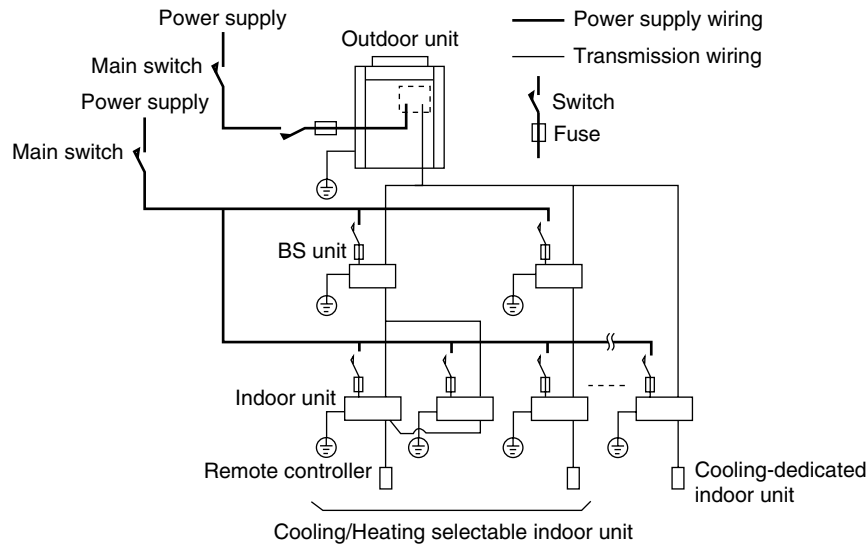 Power supply
Outdoor unit
Power supply wiring
Transmission wiring
Main switch
Power supply
Switch
Fuse
Main switch
BS unit
Indoor unit
Remote controller
Cooling-dedicated
indoor unit
Cooling/Heating selectable indoor unit